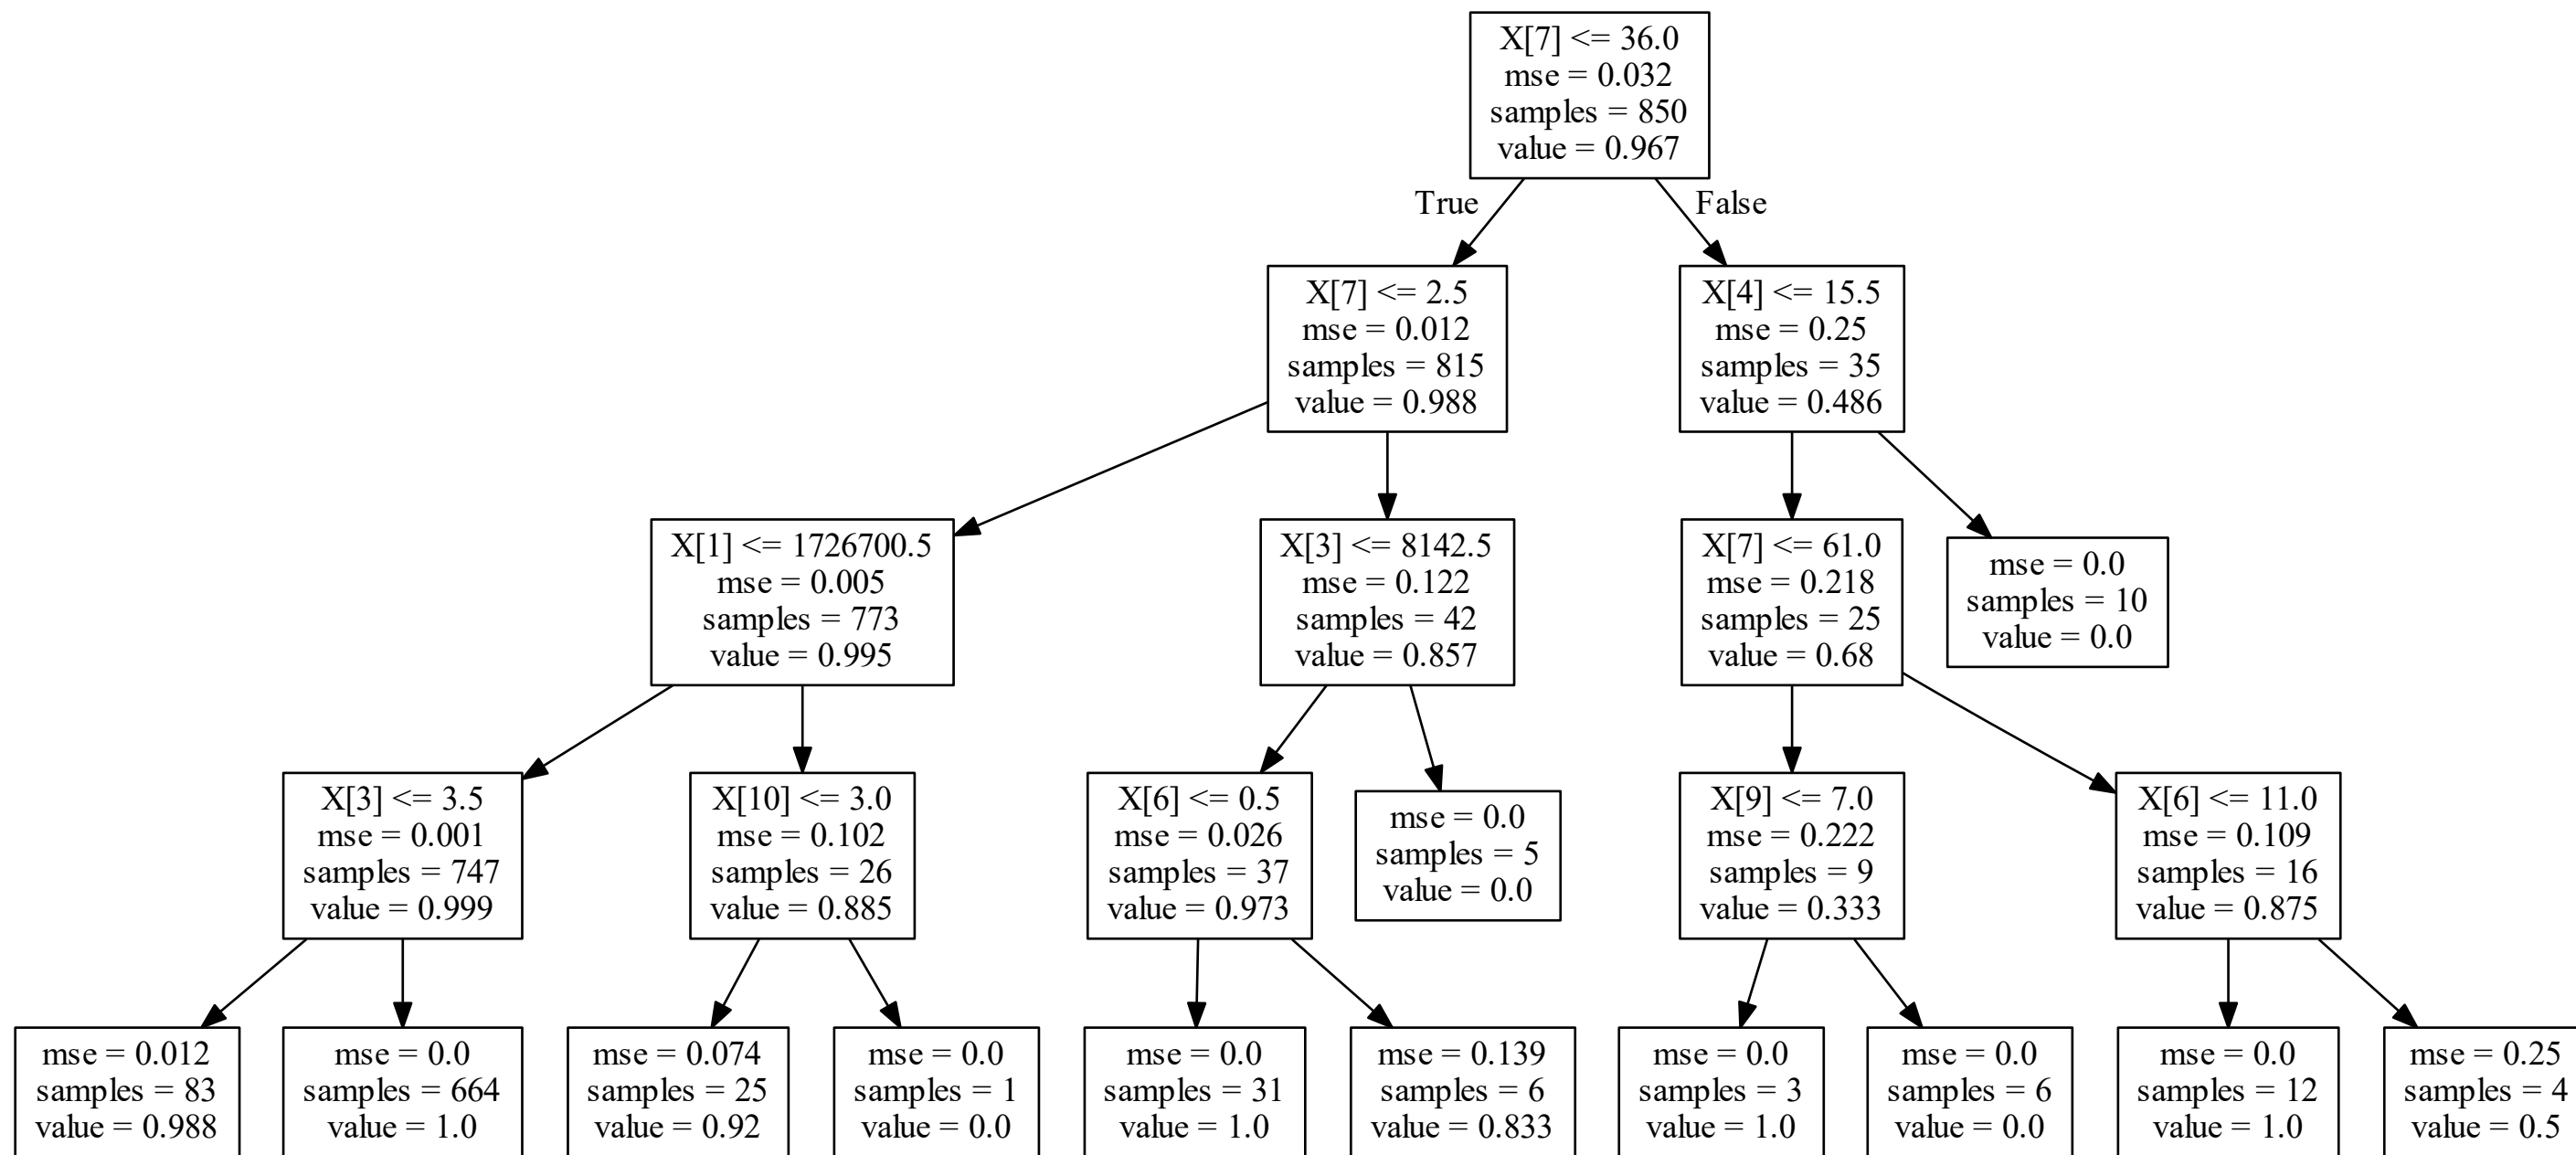 X[7] <= 36.0
mse = 0.032
samples = 850
value = 0.967
True
False
X[7] <= 2.5
mse = 0.012
samples = 815
value = 0.988
X[4] <= 15.5
mse = 0.25
samples = 35
value = 0.486
X[1] <= 1726700.5
mse = 0.005
samples = 773
value = 0.995
X[3] <= 8142.5
mse = 0.122
samples = 42
value = 0.857
X[7] <= 61.0
mse = 0.218
samples = 25
value = 0.68
mse = 0.0
samples = 10
value = 0.0
X[3] <= 3.5
mse = 0.001
samples = 747
value = 0.999
X[10] <= 3.0
mse = 0.102
samples = 26
value = 0.885
X[6] <= 0.5
mse = 0.026
samples = 37
value = 0.973
mse = 0.0
samples = 5
value = 0.0
X[9] <= 7.0
mse = 0.222
samples = 9
value = 0.333
X[6] <= 11.0
mse = 0.109
samples = 16
value = 0.875
mse = 0.012
samples = 83
value = 0.988
mse = 0.0
samples = 664
value = 1.0
mse = 0.074
samples = 25
value = 0.92
mse = 0.0
samples = 1
value = 0.0
mse = 0.0
samples = 31
value = 1.0
mse = 0.139
samples = 6
value = 0.833
mse = 0.0
samples = 3
value = 1.0
mse = 0.0
samples = 6
value = 0.0
mse = 0.0
samples = 12
value = 1.0
mse = 0.25
samples = 4
value = 0.5